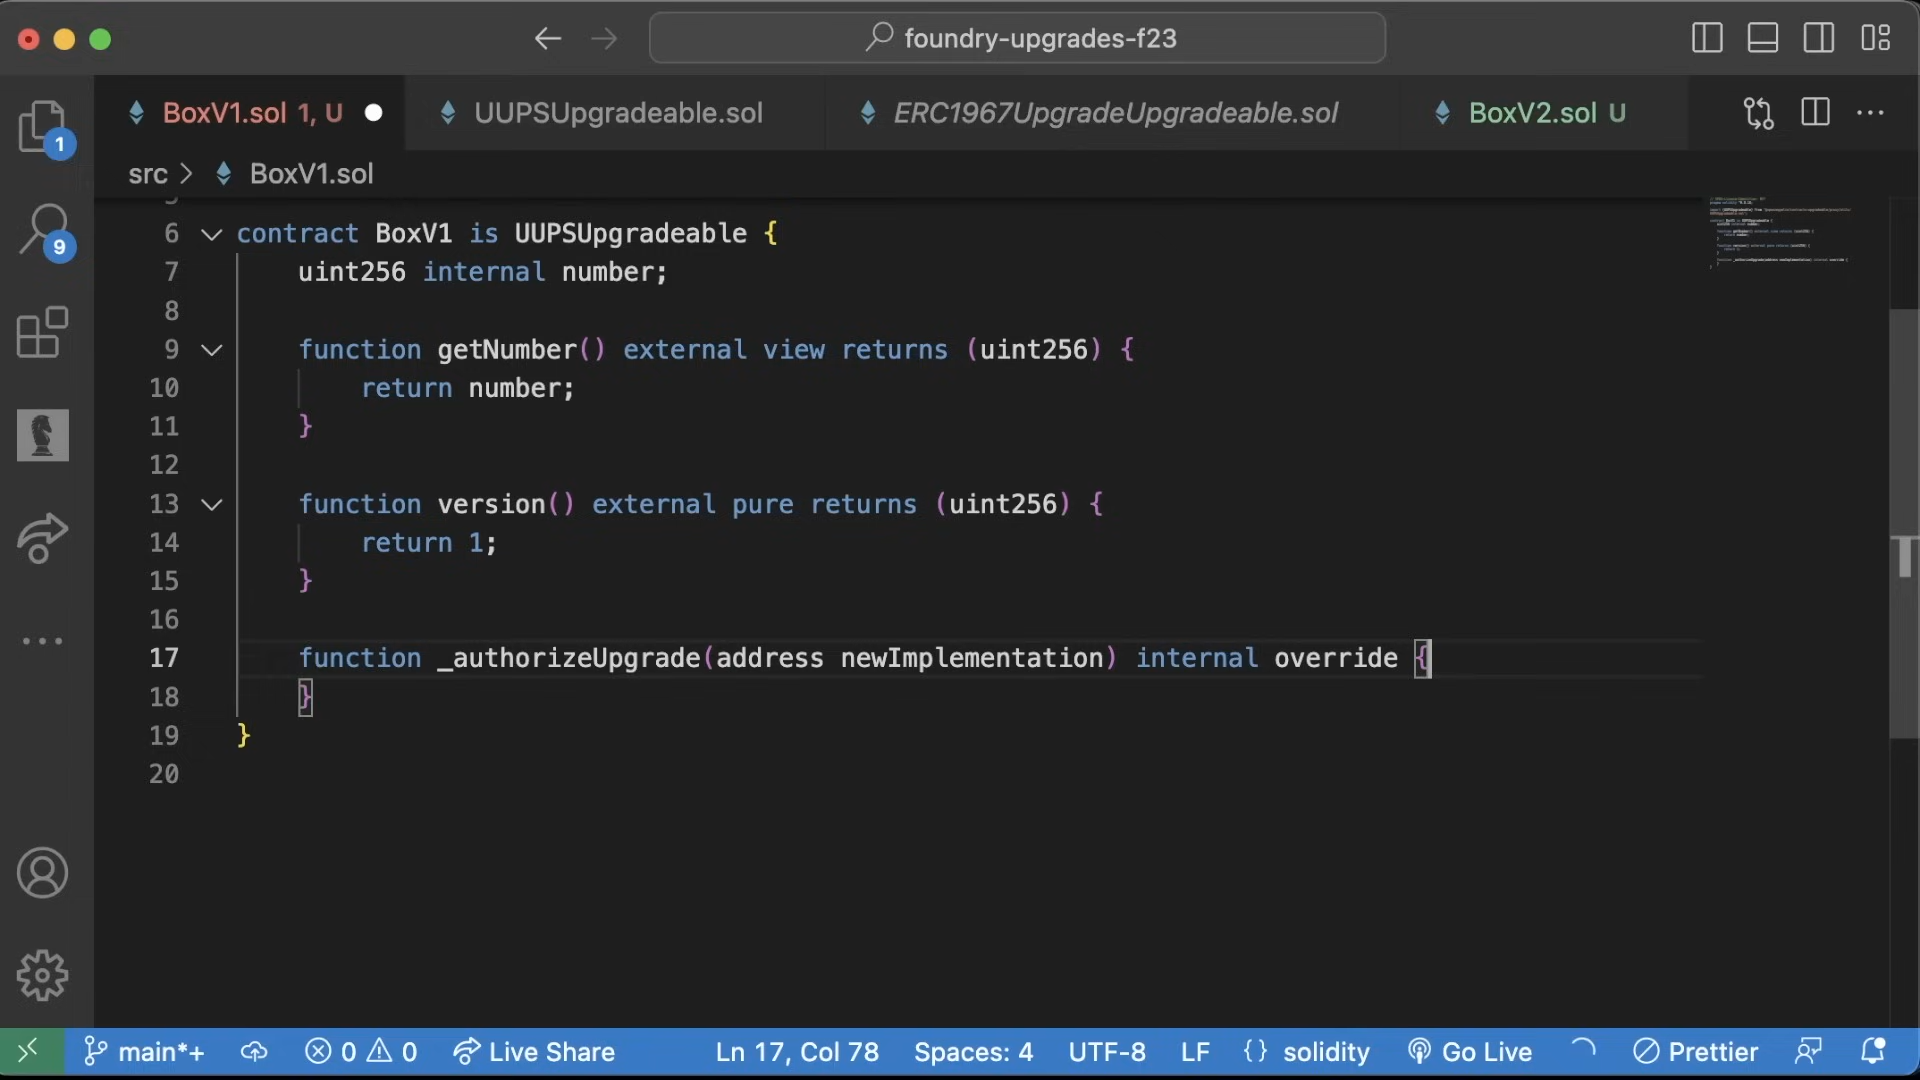 foundry-upgrades-f23
BoxV1.sol 1, U
UUPSUpgradeable.sol
ERC1967UpgradeUpgradeable.sol
BoxV2.sol U
src > BoxV1.sol
1
9
6 contract BoxV1 is UUPSUpgradeable {
7 uint256 internal number;
8
9 function getNumber() external view returns (uint256) {
10 return number;
11 }
12
13 function version() external pure returns (uint256) {
14 return 1;
15 }
16
17 function _authorizeUpgrade(address newImplementation) internal override {
18 }
19 }
20
main*+ 0 0 Live Share Ln 17, Col 78 Spaces: 4 UTF-8 LF {} solidity Go Live Prettier